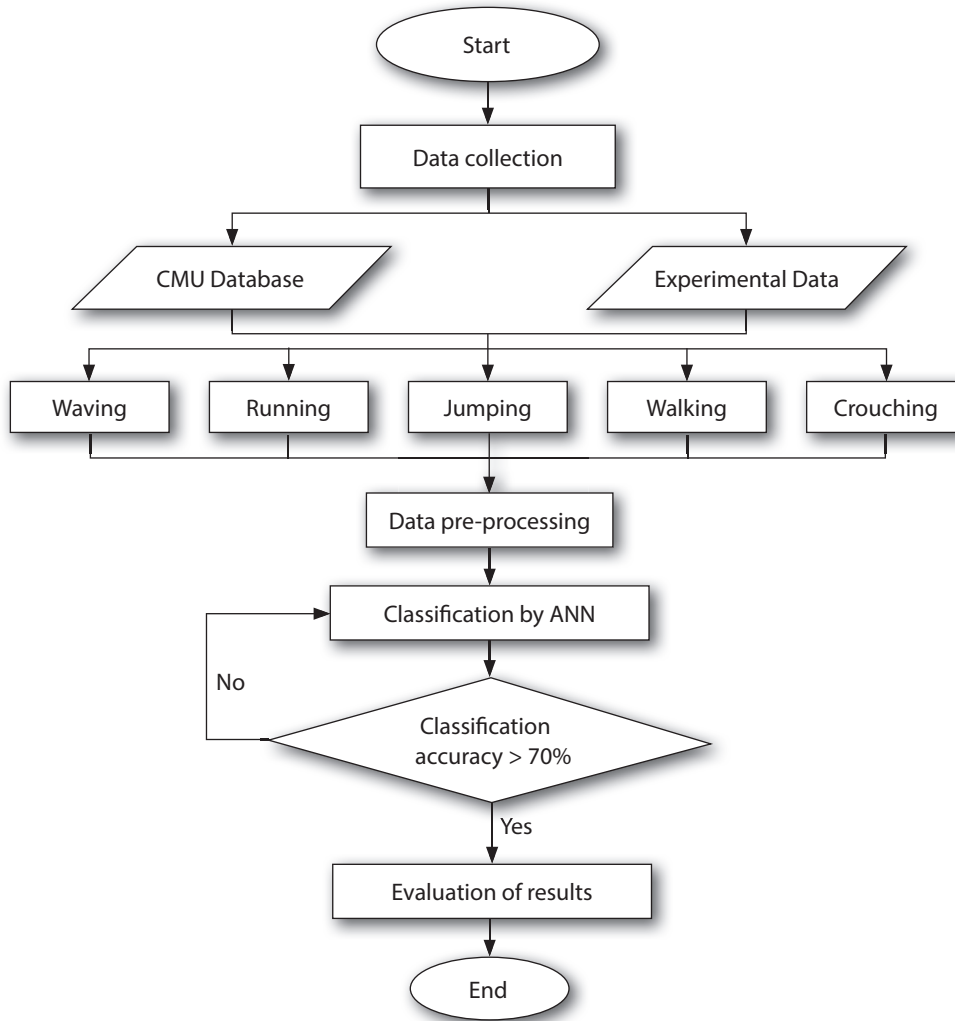 Start
Data collection
CMU Database
Experimental Data
Waving
Running
Jumping
Walking
Crouching
Data pre-processing
Classification by ANN
No
Classification
accuracy > 70%
Yes
Evaluation of results
End